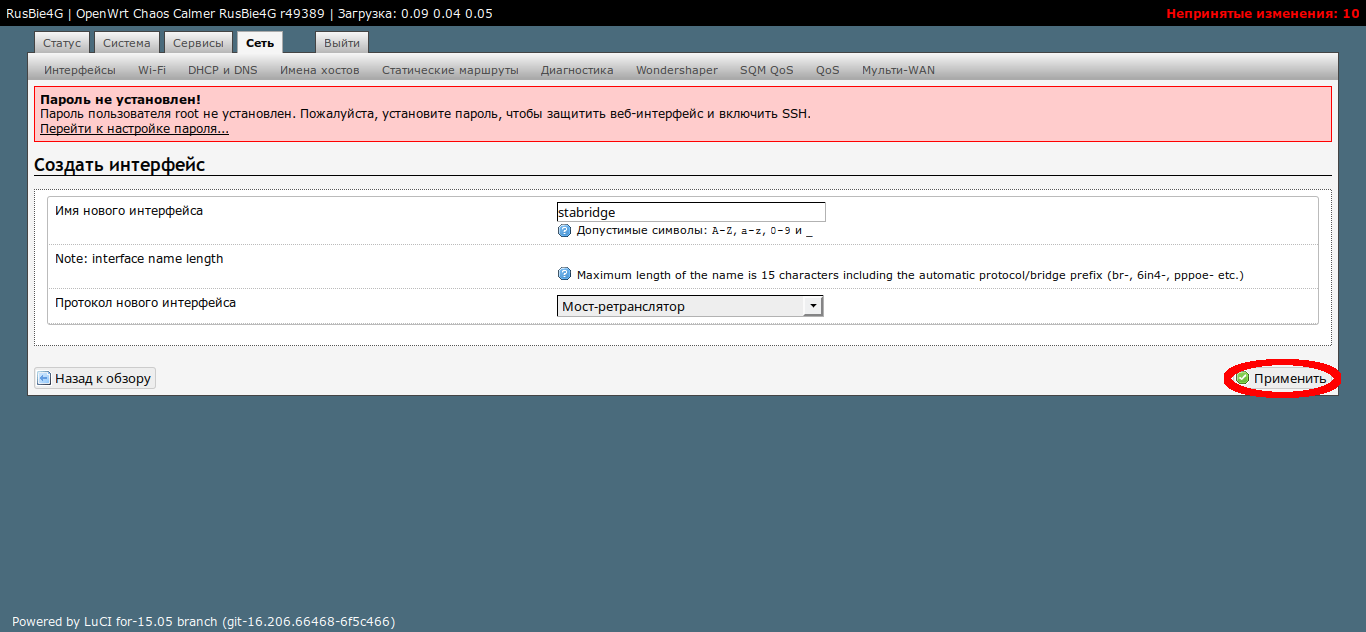 RusBie4G | OpenWrt Chaos Calmer RusBie4G r49389 | Загрузка: 0.09 0.04 0.05 Непринятые изменения: 10
Статус Система Сервисы Сеть Выйти
Интерфейсы Wi-Fi DHCP и DNS Имена хостов Статические маршруты Диагностика Wondershaper SQM QoS QoS Мульти-WAN
Пароль не установлен!
Пароль пользователя root не установлен. Пожалуйста, установите пароль, чтобы защитить веб-интерфейс и включить SSH.
Перейти к настройке пароля...
Создать интерфейс
Имя нового интерфейса stabridge
Допустимые символы: A-Z, a-z, 0-9 и _
Note: interface name length
Maximum length of the name is 15 characters including the automatic protocol/bridge prefix (br-, 6in4-, pppoe- etc.)
Протокол нового интерфейса Мост-ретранслятор
Назад к обзору Применить
Powered by LuCI for-15.05 branch (git-16.206.66468-6f5c466)